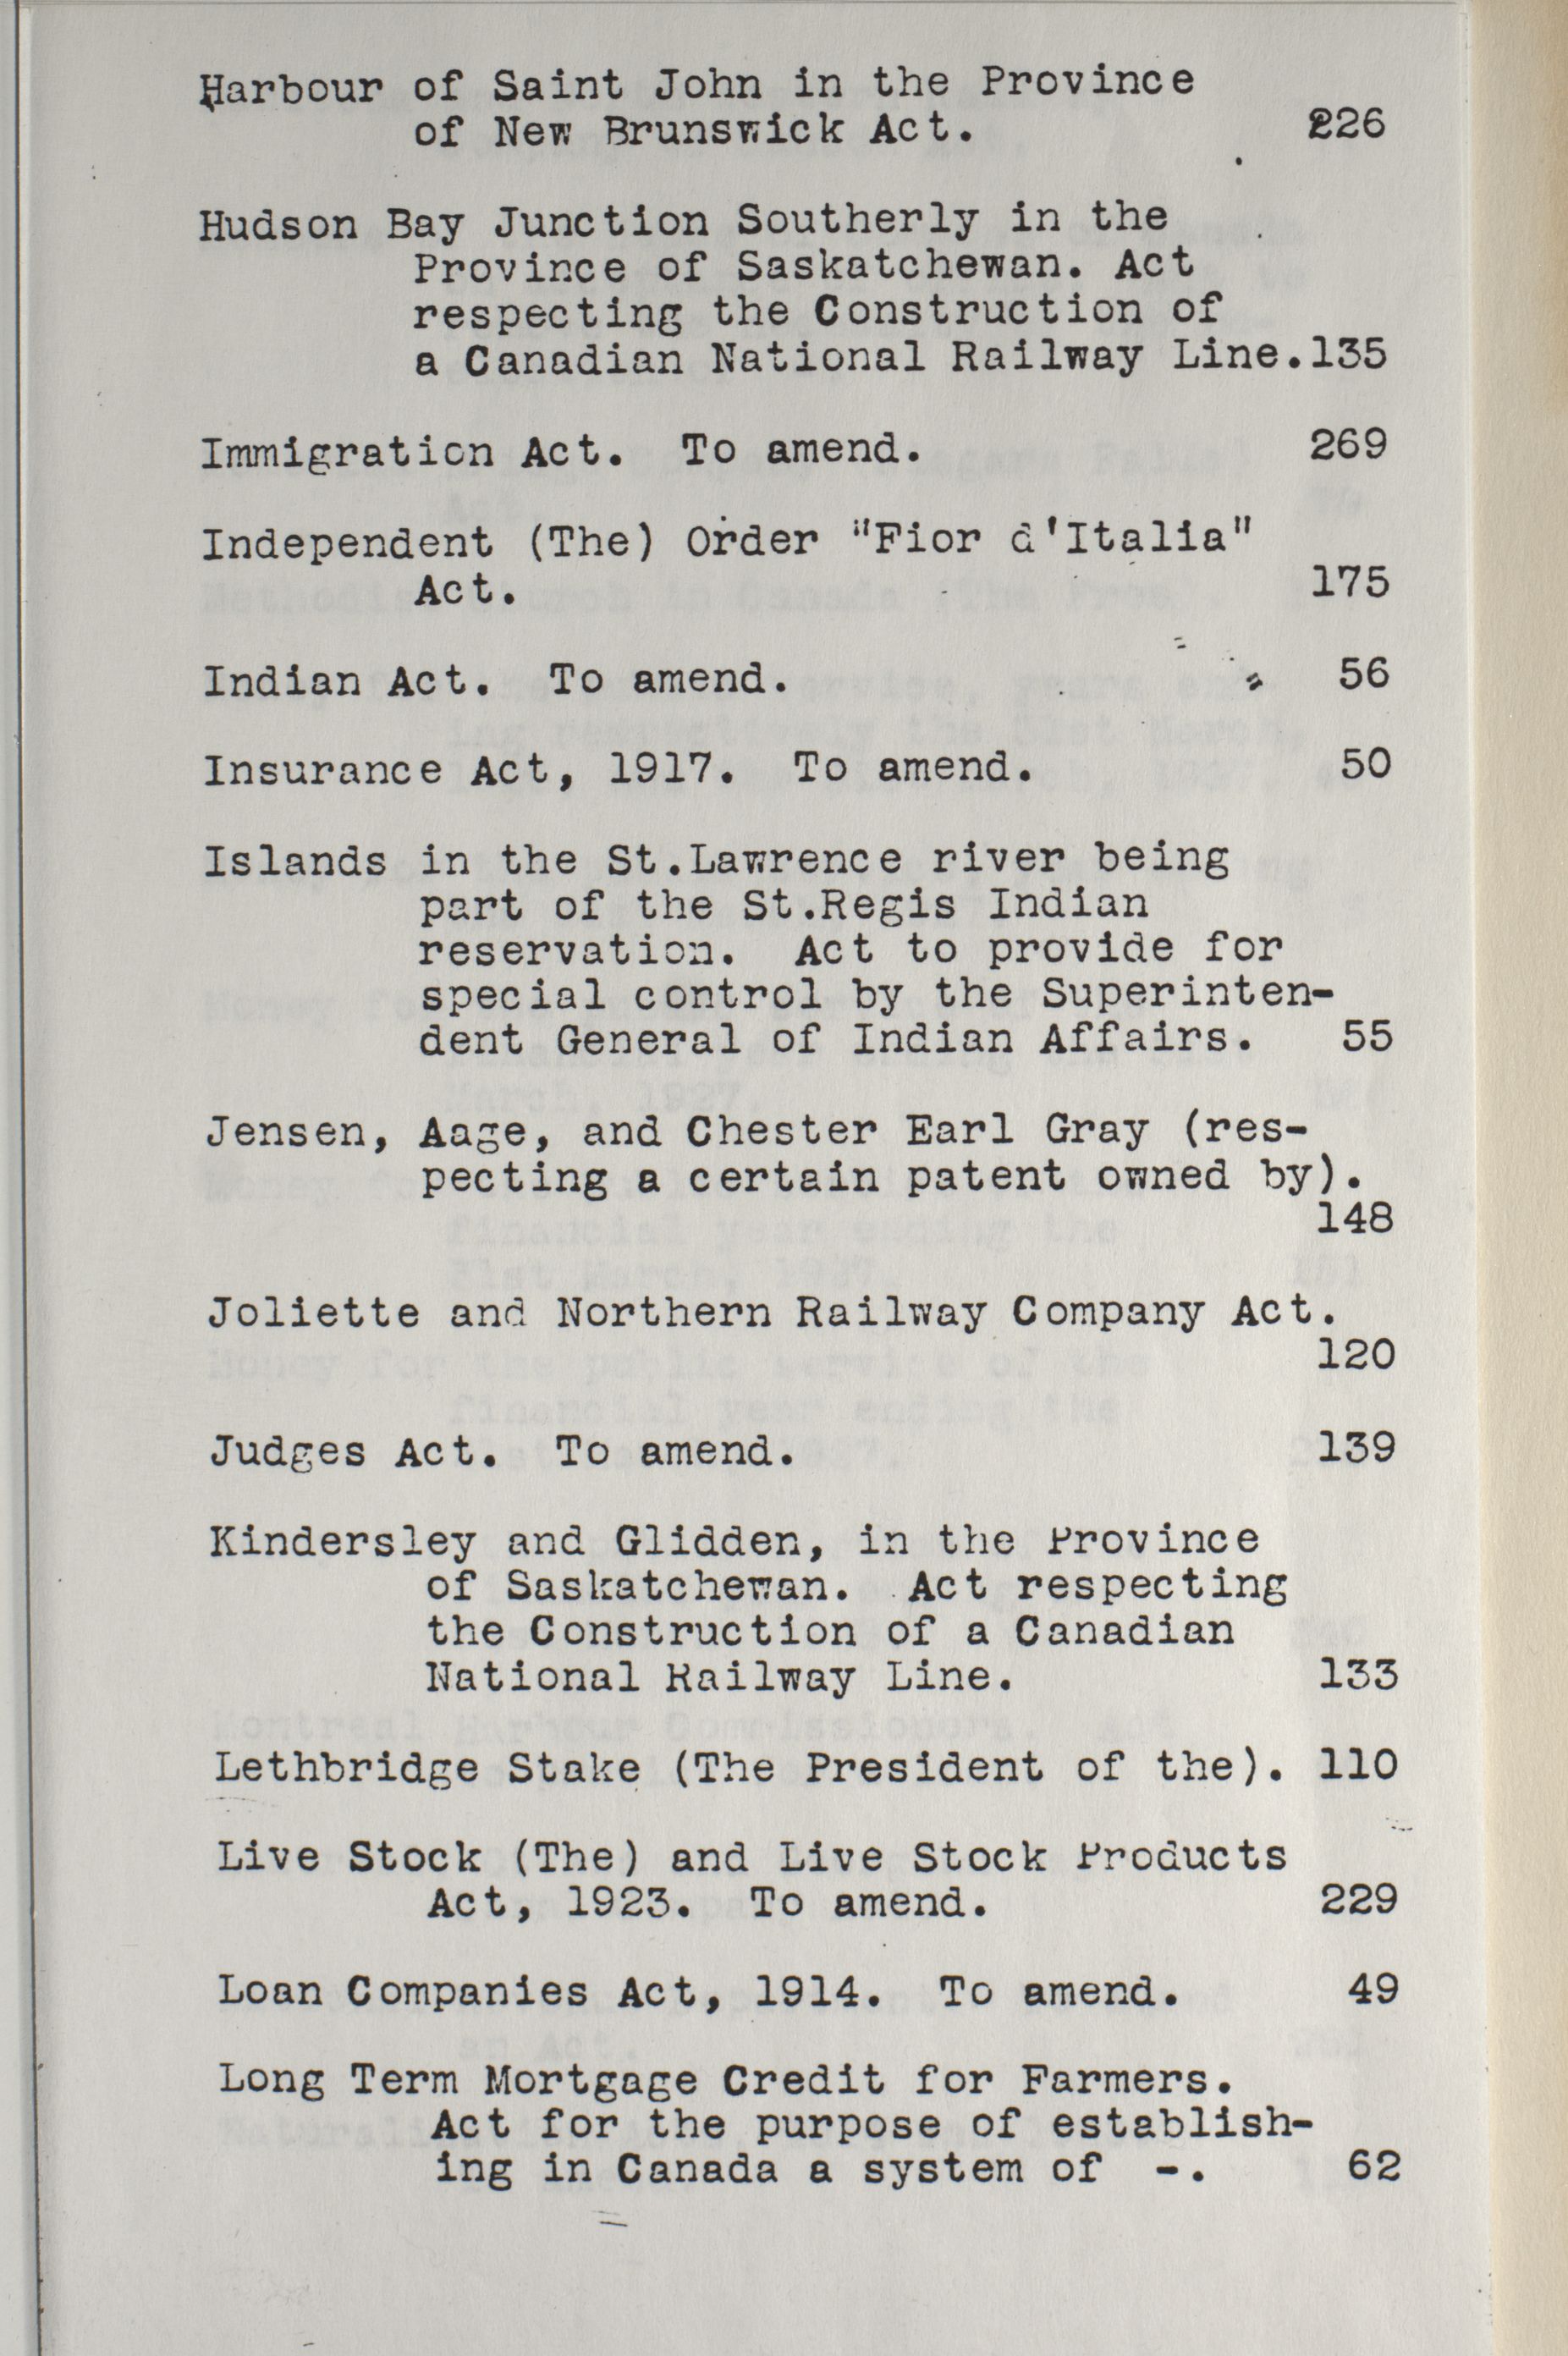 Harbour of Saint John in the Province
of New Brunswick Act. 226
Hudson Bay Junction Southerly in the
Province of Saskatchewan. Act
respecting the Construction of
a Canadian National Railway Line. 135
Immigration Act. To amend. 269
Independent (The) Order "Fior d'Italia"
Act. 175
Indian Act. To amend. 56
Insurance Act, 1917. To amend. 50
Islands in the St.Lawrence river being
part of the St.Regis Indian
reservation. Act to provide for
special control by the Superinten-
dent General of Indian Affairs. 55
Jensen, Aage, and Chester Earl Gray (res-
pecting a certain patent owned by).
148
Joliette and Northern Railway Company Act.
120
Judges Act. To amend. 139
Kindersley and Glidden, in the Province
of Saskatchewan. Act respecting
the Construction of a Canadian
National Railway Line. 133
Lethbridge Stake (The President of the). 110
Live Stock (The) and Live Stock Products
Act, 1923. To amend. 229
Loan Companies Act, 1914. To amend. 49
Long Term Mortgage Credit for Farmers.
Act for the purpose of establish-
ing in Canada a system of -. 62